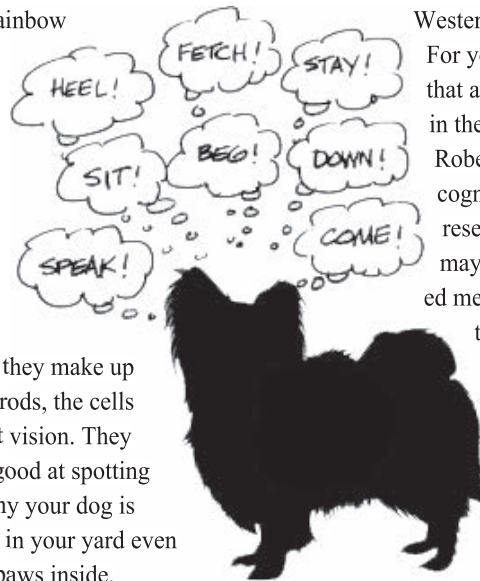 ainbow
HEEL!
FETCH!
STAY!
SIT!
BEG!
DOWN!
SPEAK!
COME!
they make up
rods, the cells
t vision. They
good at spotting
ny your dog is
in your yard even
paws inside.
Wester
For yo
that a
in the
Robe
cogn
rese
may
ed me
t